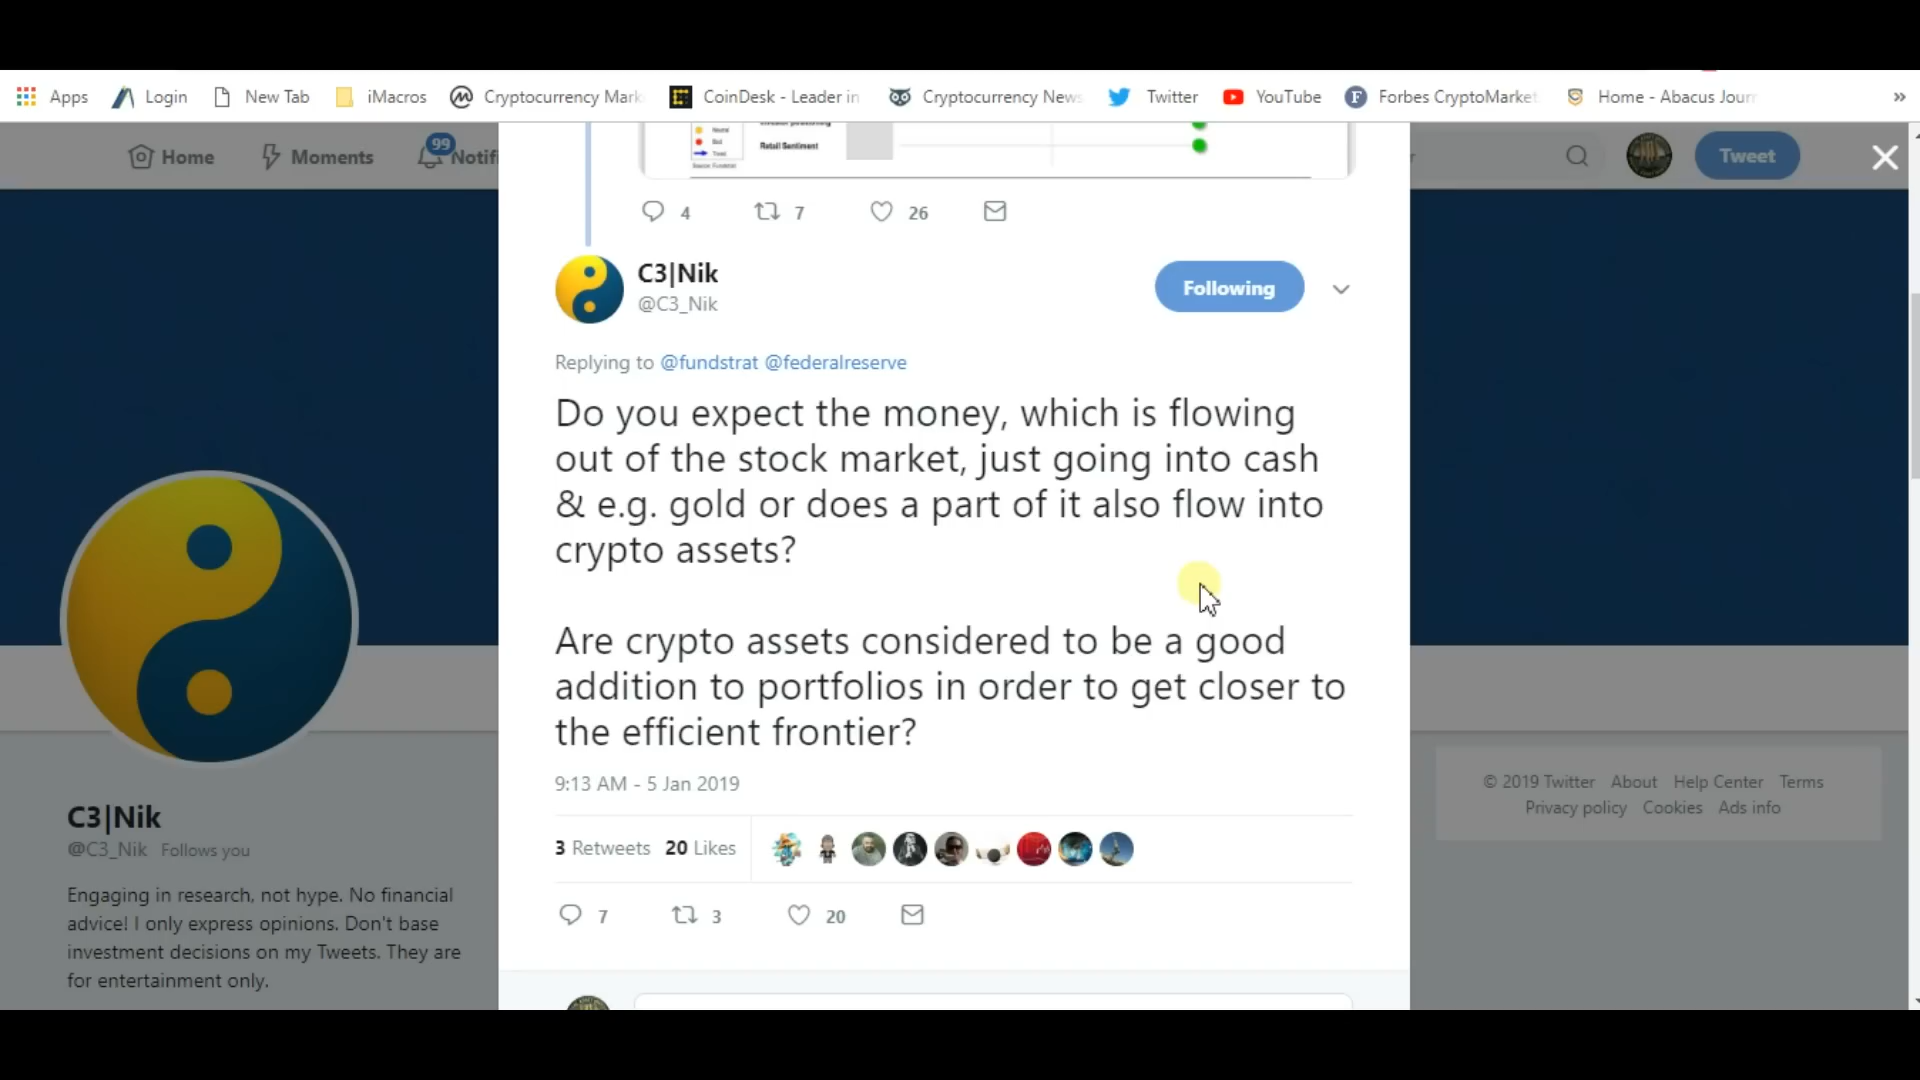 Apps Login New Tab iMacros Cryptocurrency Mark CoinDesk - Leader in Cryptocurrency News Twitter YouTube Forbes CryptoMarket Home - Abacus Jour »
Home Moments 99 Notifi Tweet
Neutral
Retail Sentiment
4 7 26
C3|Nik
@C3_Nik
Following
Replying to @fundstrat @federalreserve
Do you expect the money, which is flowing
out of the stock market, just going into cash
& e.g. gold or does a part of it also flow into
crypto assets?
Are crypto assets considered to be a good
addition to portfolios in order to get closer to
the efficient frontier?
9:13 AM - 5 Jan 2019
3 Retweets 20 Likes
7 3 20
C3|Nik
@C3_Nik Follows you
Engaging in research, not hype. No financial
advice! I only express opinions. Don't base
investment decisions on my Tweets. They are
for entertainment only.
© 2019 Twitter About Help Center Terms
Privacy policy Cookies Ads info